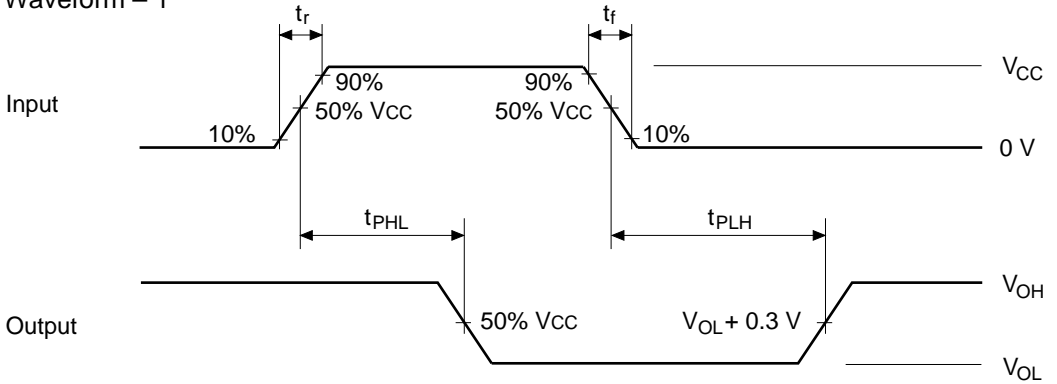 Waveform – 1
tr
tf
90%
90%
VCC
Input
50% VCC
50% VCC
10%
10%
0 V
tPHL
tPLH
VOH
Output
50% VCC
VOL + 0.3 V
VOL